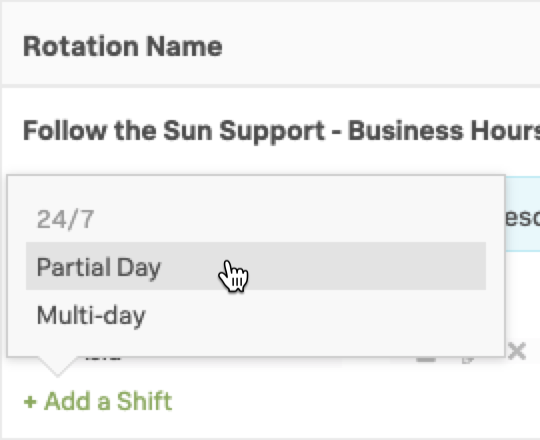 Rotation Name
Follow the Sun Support - Business Hours
24/7
Partial Day
Multi-day
+ Add a Shift